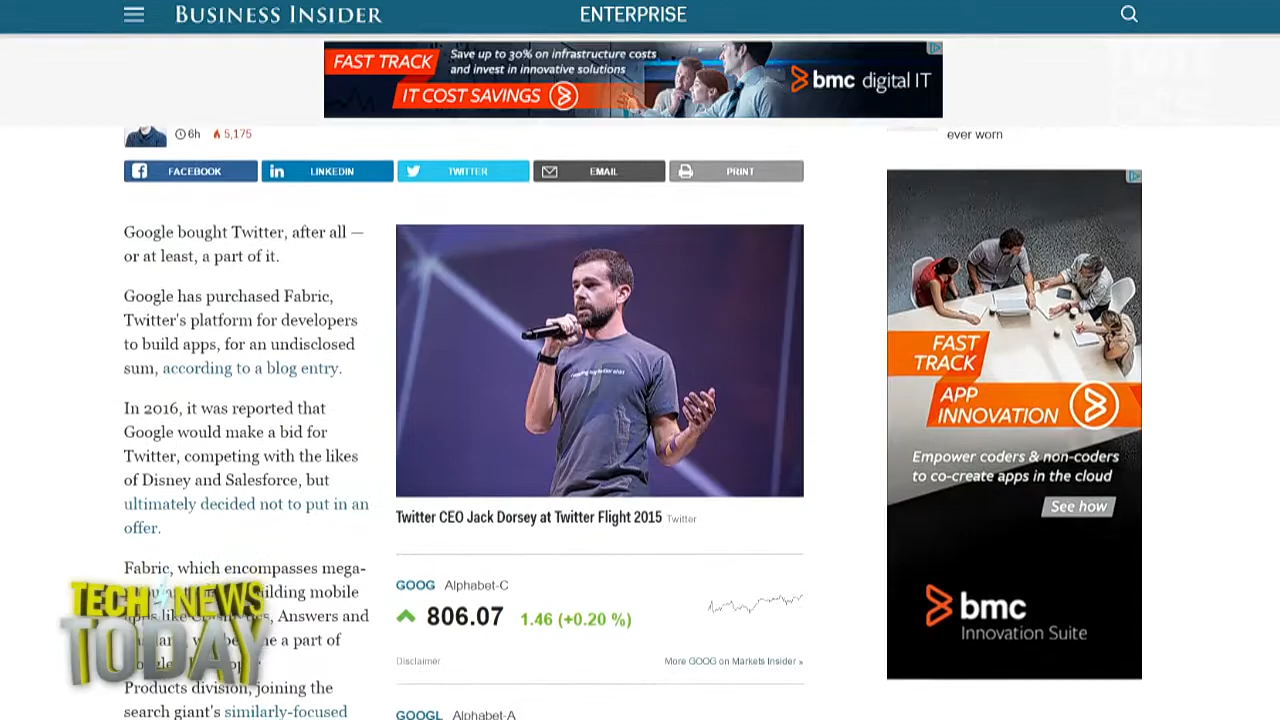 BUSINESS INSIDER
ENTERPRISE
FAST TRACK
Save up to 30% on infrastructure costs
and invest in innovative solutions
IT COST SAVINGS
bmc digital IT
6h
5,175
ever worn
FACEBOOK
in
LINKEDIN
TWITTER
EMAIL
PRINT
Google bought Twitter, after all —
or at least, a part of it.
Google has purchased Fabric,
Twitter's platform for developers
to build apps, for an undisclosed
sum, according to a blog entry.
In 2016, it was reported that
Google would make a bid for
Twitter, competing with the likes
of Disney and Salesforce, but
ultimately decided not to put in an
offer.
Fabric, which encompasses mega-
ilding mobile
Answers and
a part of
Products division, joining the
search giant's similarly-focused
TECH NEWS
TODAY
Twitter CEO Jack Dorsey at Twitter Flight 2015 Twitter
GOOG Alphabet-C
806.07 1.46 (+0.20 %)
Disclaimer
More GOOG on Markets Insider »
GOOGL Alphabet-A
FAST
TRACK
APP
INNOVATION
Empower coders & non-coders
to co-create apps in the cloud
See how
bmc
Innovation Suite